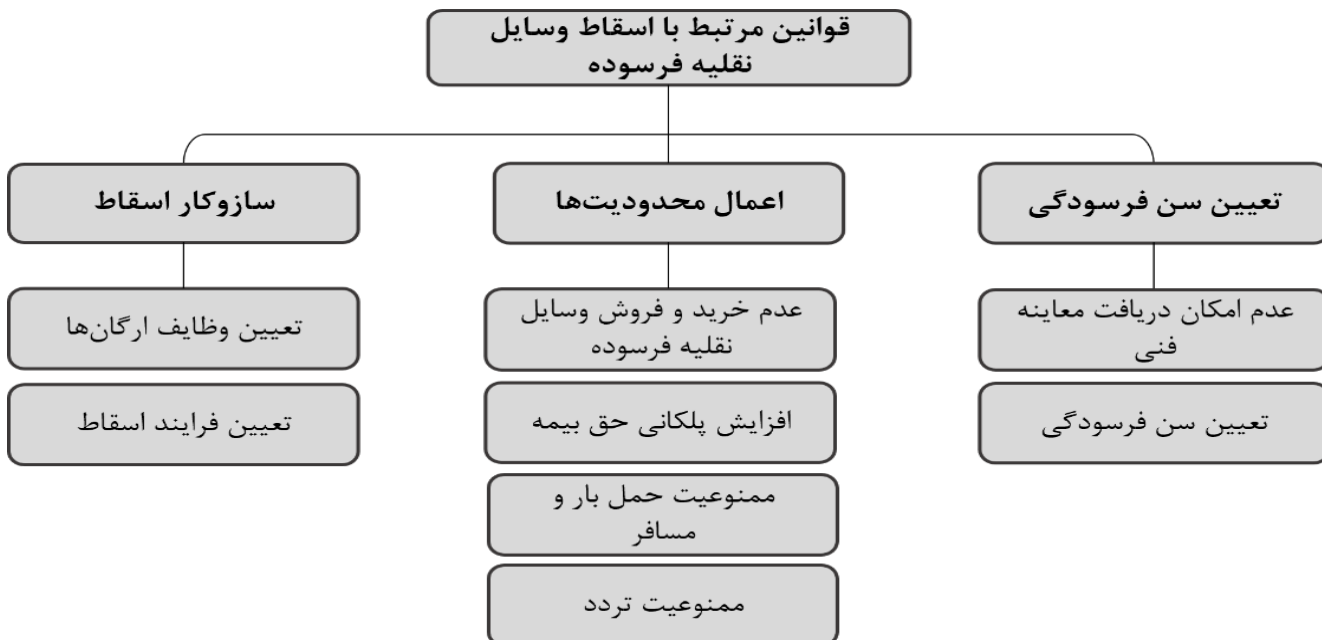 قوانین مرتبط با اسقاط وسایل
نقلیه فرسوده
تعیین سن فرسودگی
عدم امکان دریافت معاینه
فنی
تعیین سن فرسودگی
اعمال محدودیت‌ها
عدم خرید و فروش وسایل
نقلیه فرسوده
افزایش پلکانی حق بیمه
ممنوعیت حمل بار و
مسافر
ممنوعیت تردد
سازوکار اسقاط
تعیین وظایف ارگان‌ها
تعیین فرایند اسقاط